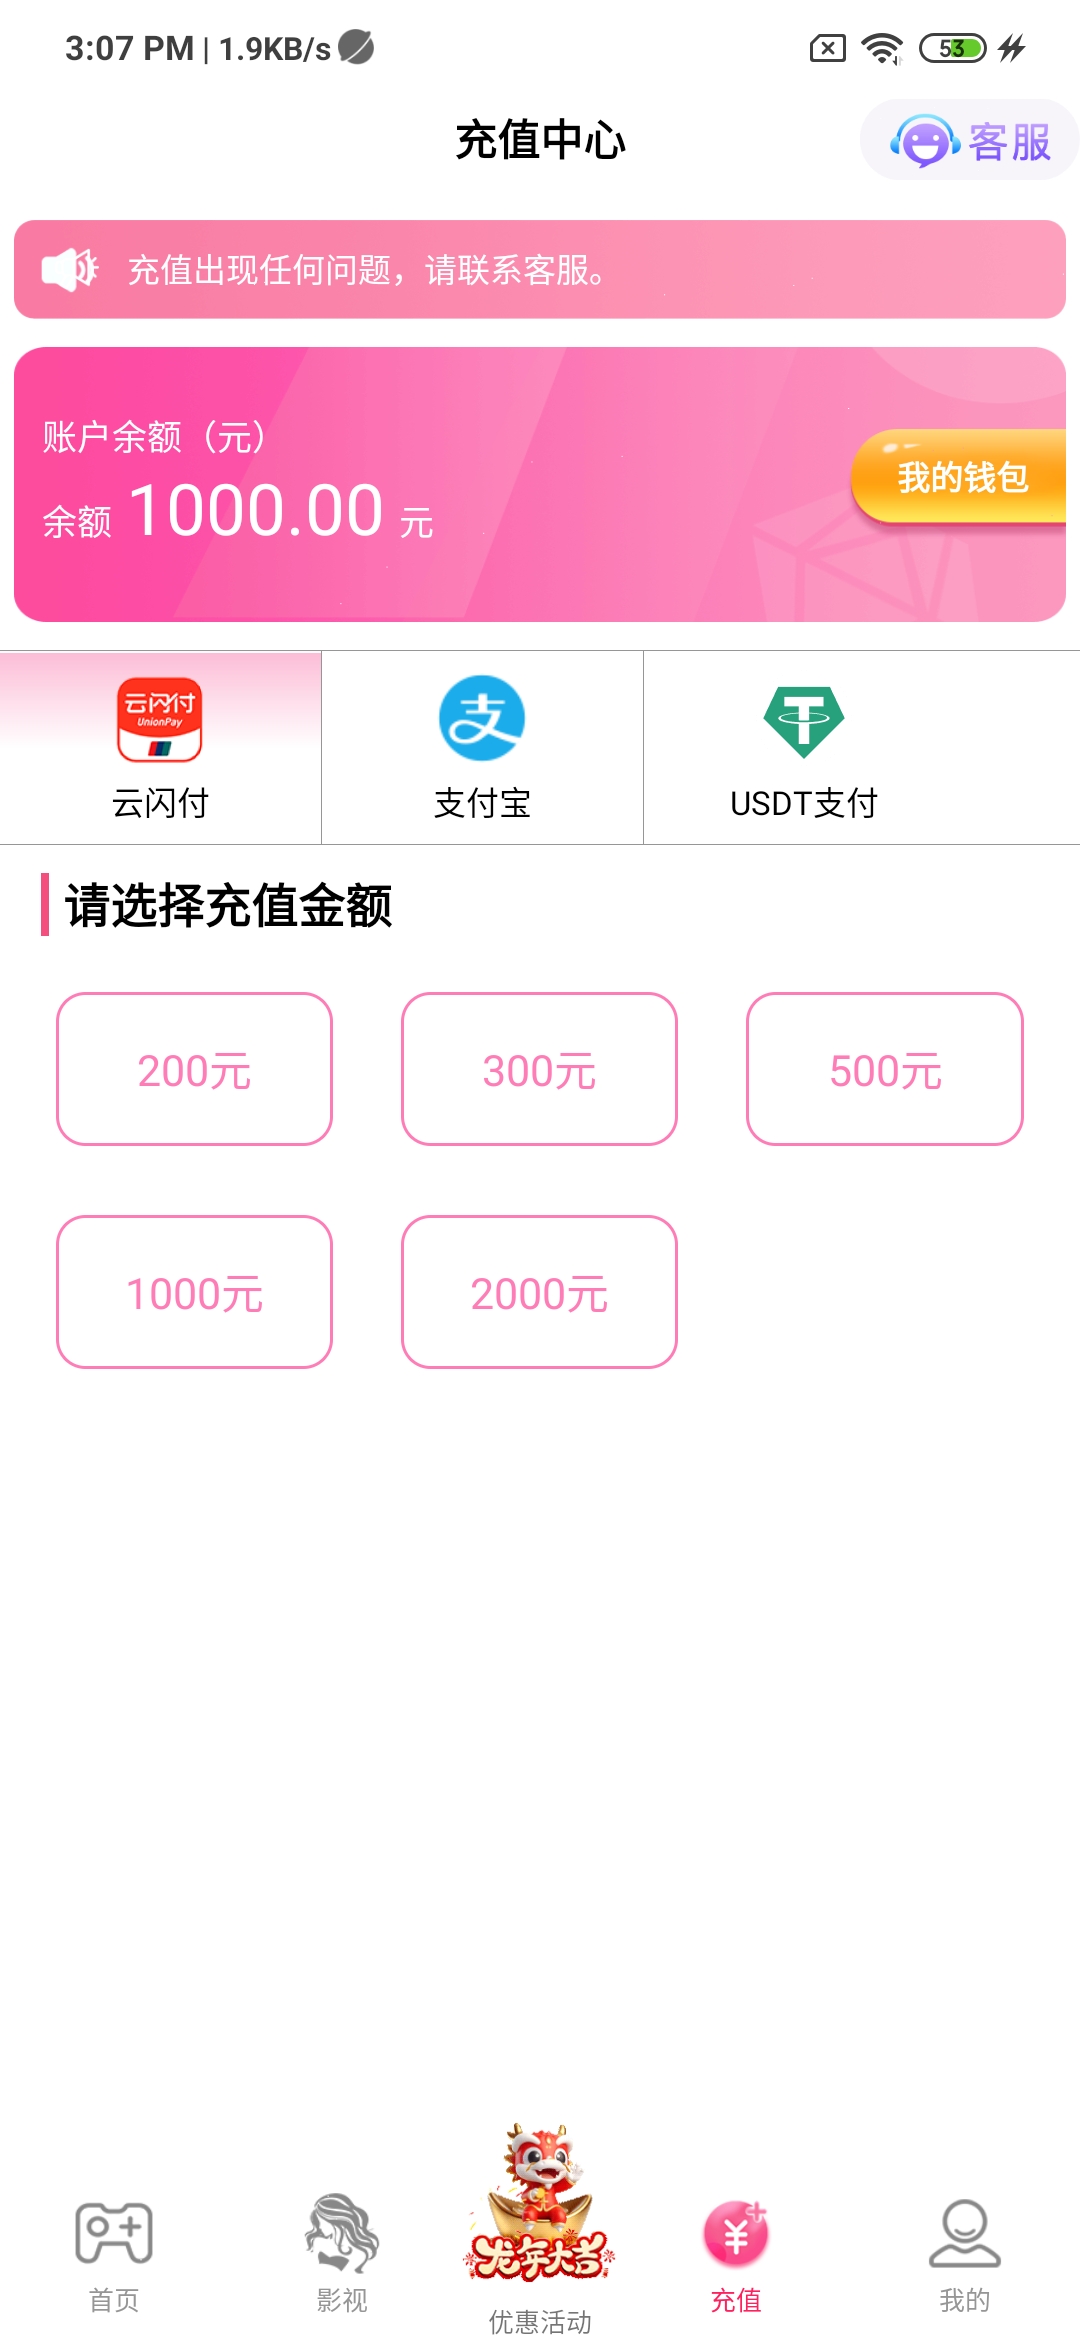 3:07 PM | 1.9KB/s
53
充值中心
客服
充值出现任何问题，请联系客服。
账户余额（元）
余额 1000.00 元
我的钱包
云闪付
UnionPay
支
T
云闪付
支付宝
USDT支付
请选择充值金额
200元
300元
500元
1000元
2000元
龙年大吉
¥
首页
影视
优惠活动
充值
我的